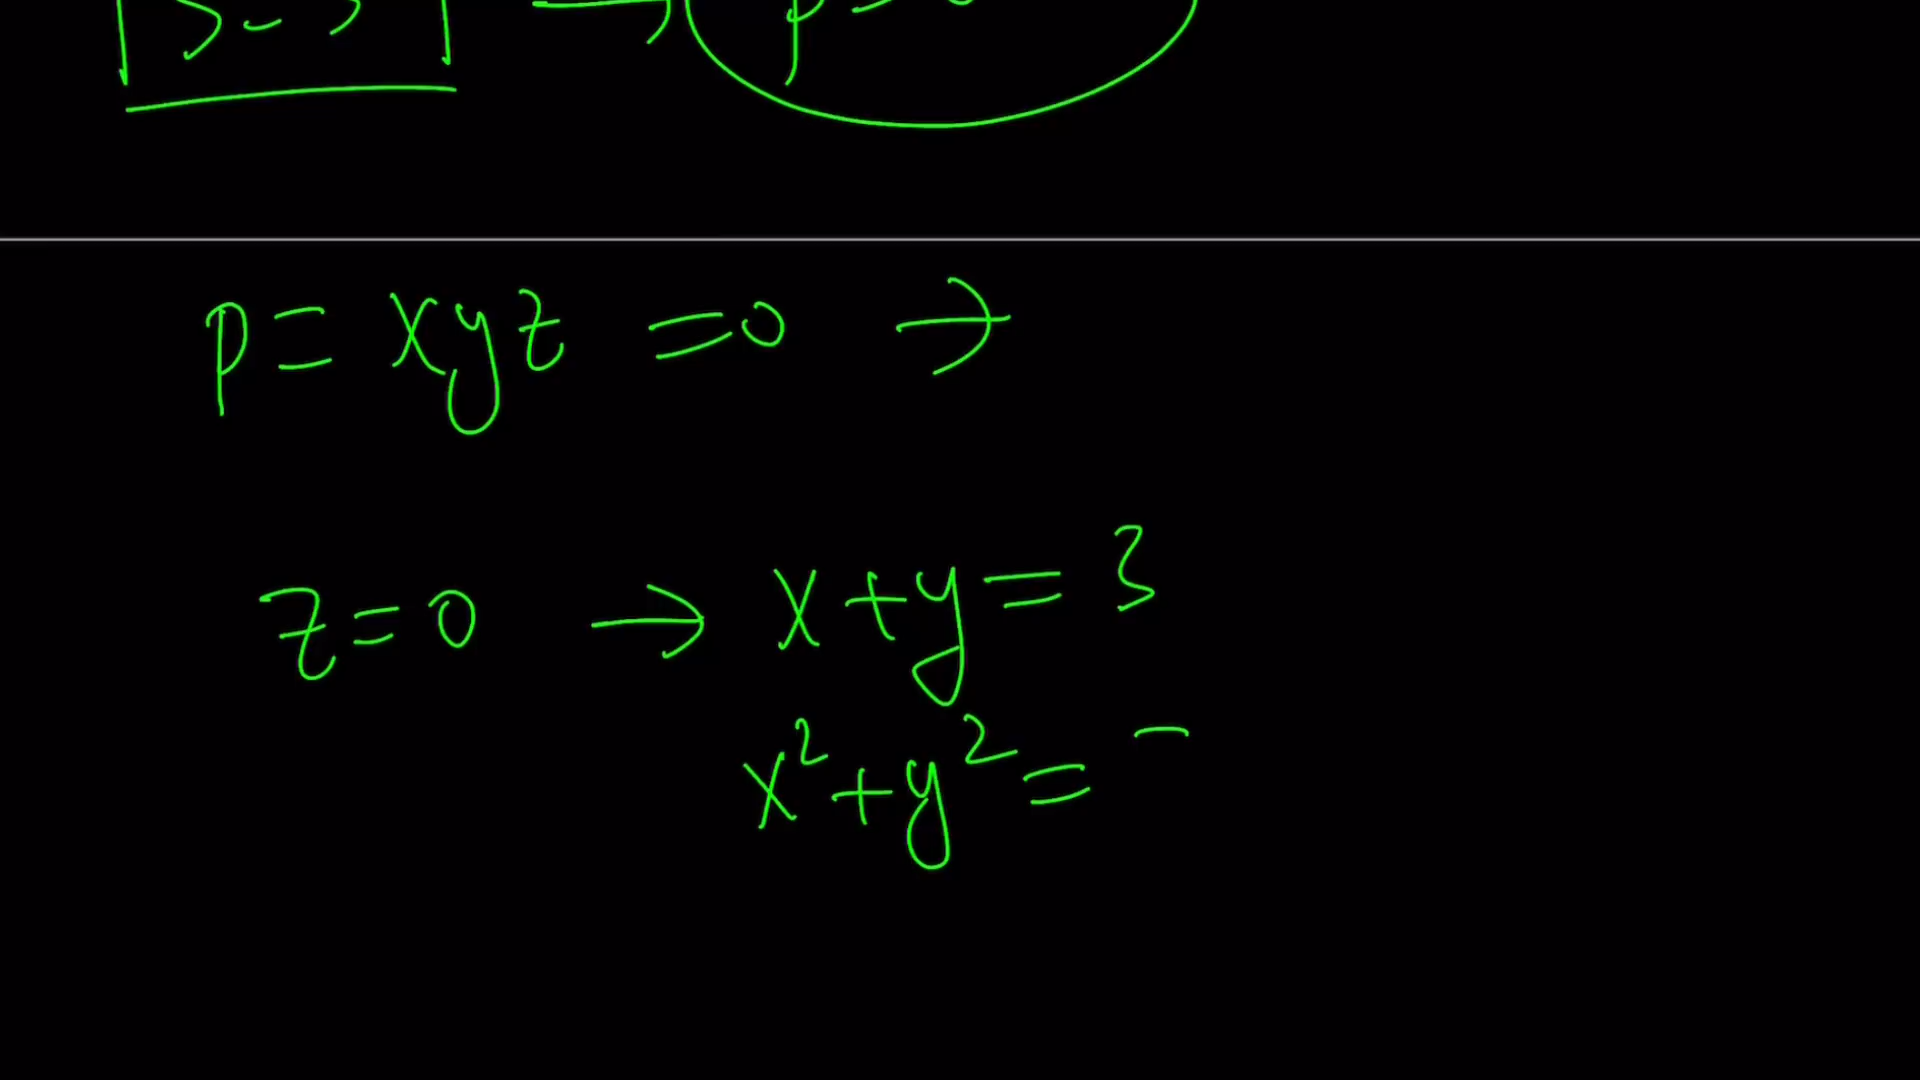 p = xyz = 0 →
z = 0 → x + y = 3
x² + y² =